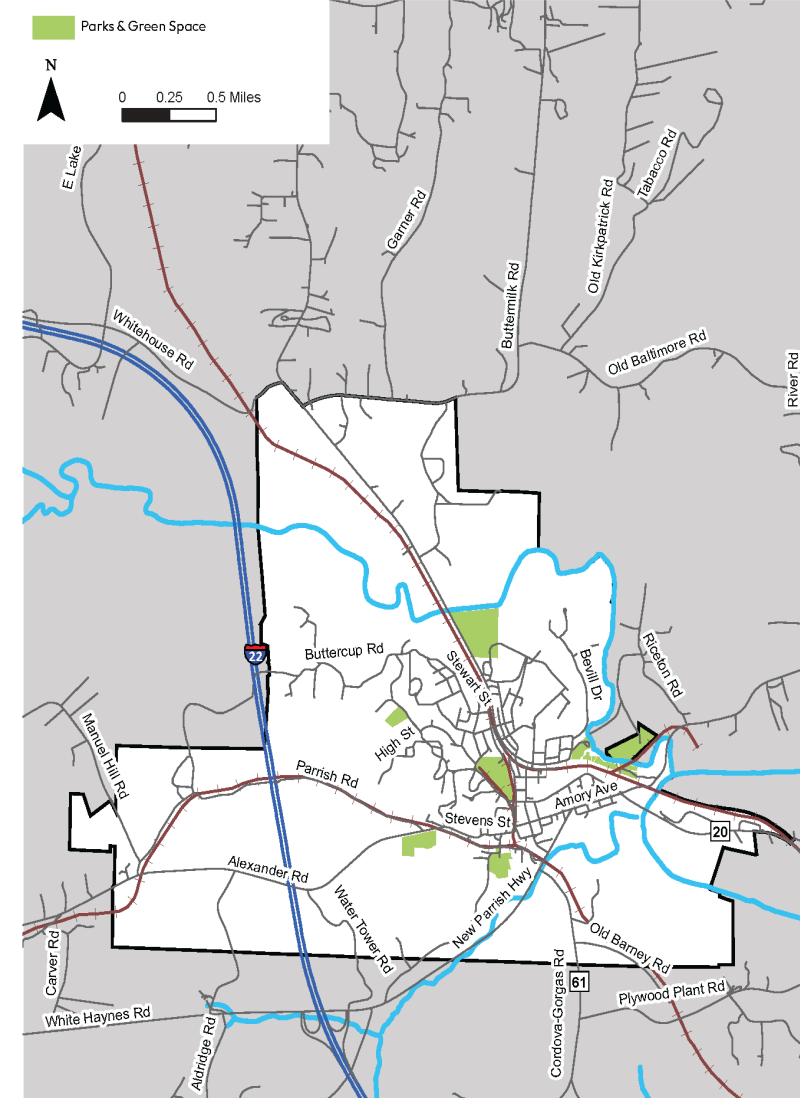 Parks & Green Space
N
0 0.25 0.5 Miles
E Lake
Tabacco Rd
Garner Rd
Old Kirkpatrick Rd
Buttermilk Rd
Whitehouse Rd
Old Baltimore Rd
River Rd
22
Buttercup Rd
Stewart St
Bevill Dr
Riceton Rd
Manuel Hill Rd
High St
Parrish Rd
Amory Ave
Stevens St
20
Alexander Rd
Water Tower Rd
New Parrish Hwy
Old Barney Rd
Carver Rd
Cordova-Gorgas Rd
61
Plywood Plant Rd
White Haynes Rd
Aldridge Rd